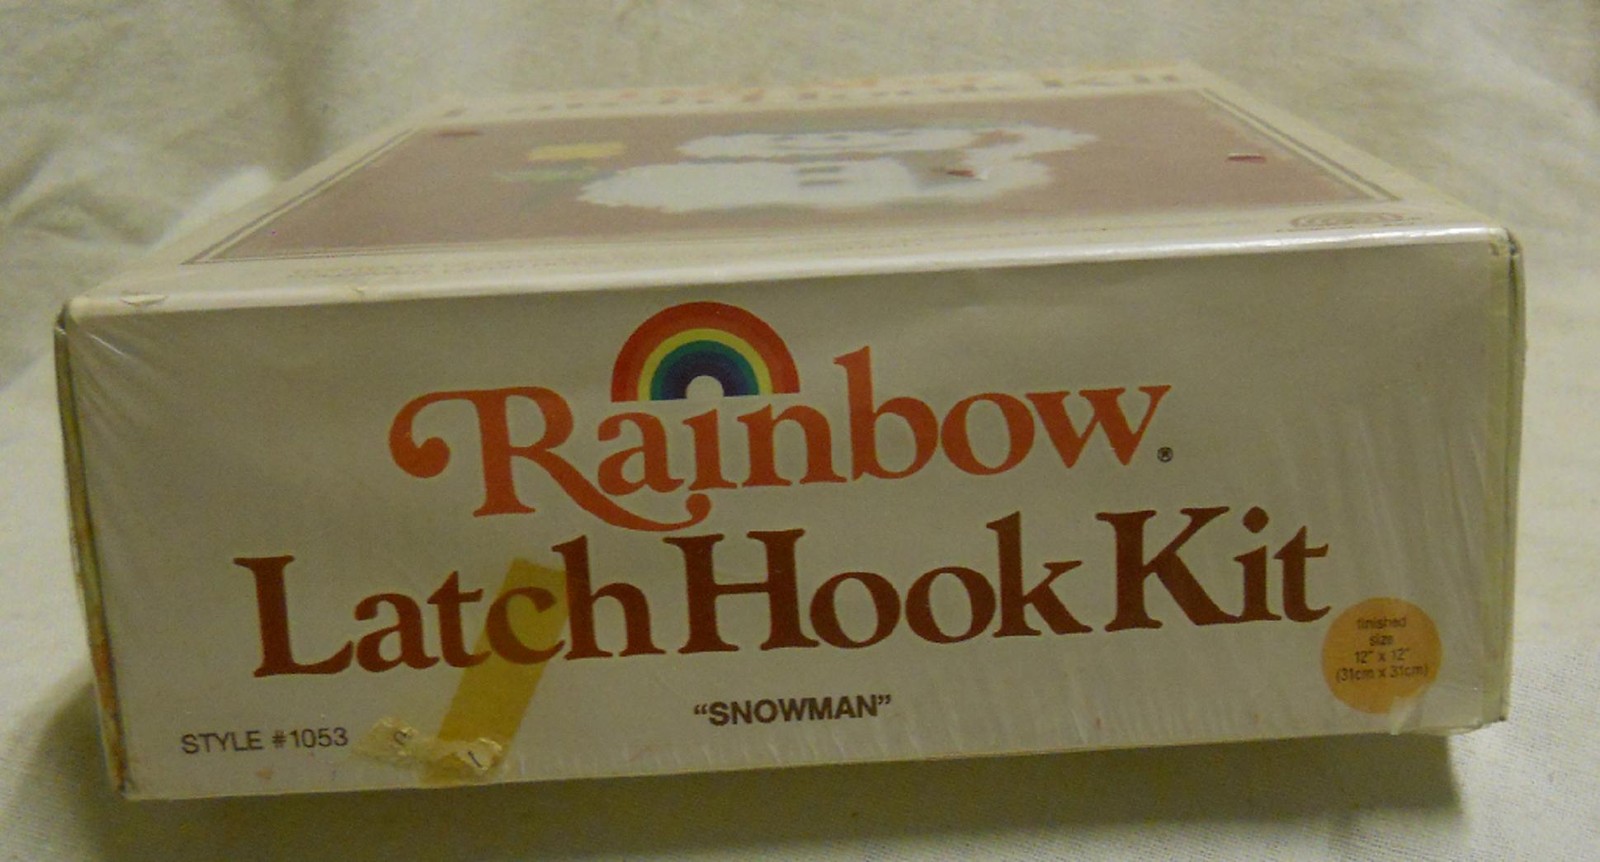 Rainbow®
Latch Hook Kit
"SNOWMAN"
STYLE #1053
finished
size
12" x 12"
(31cm x 31cm)